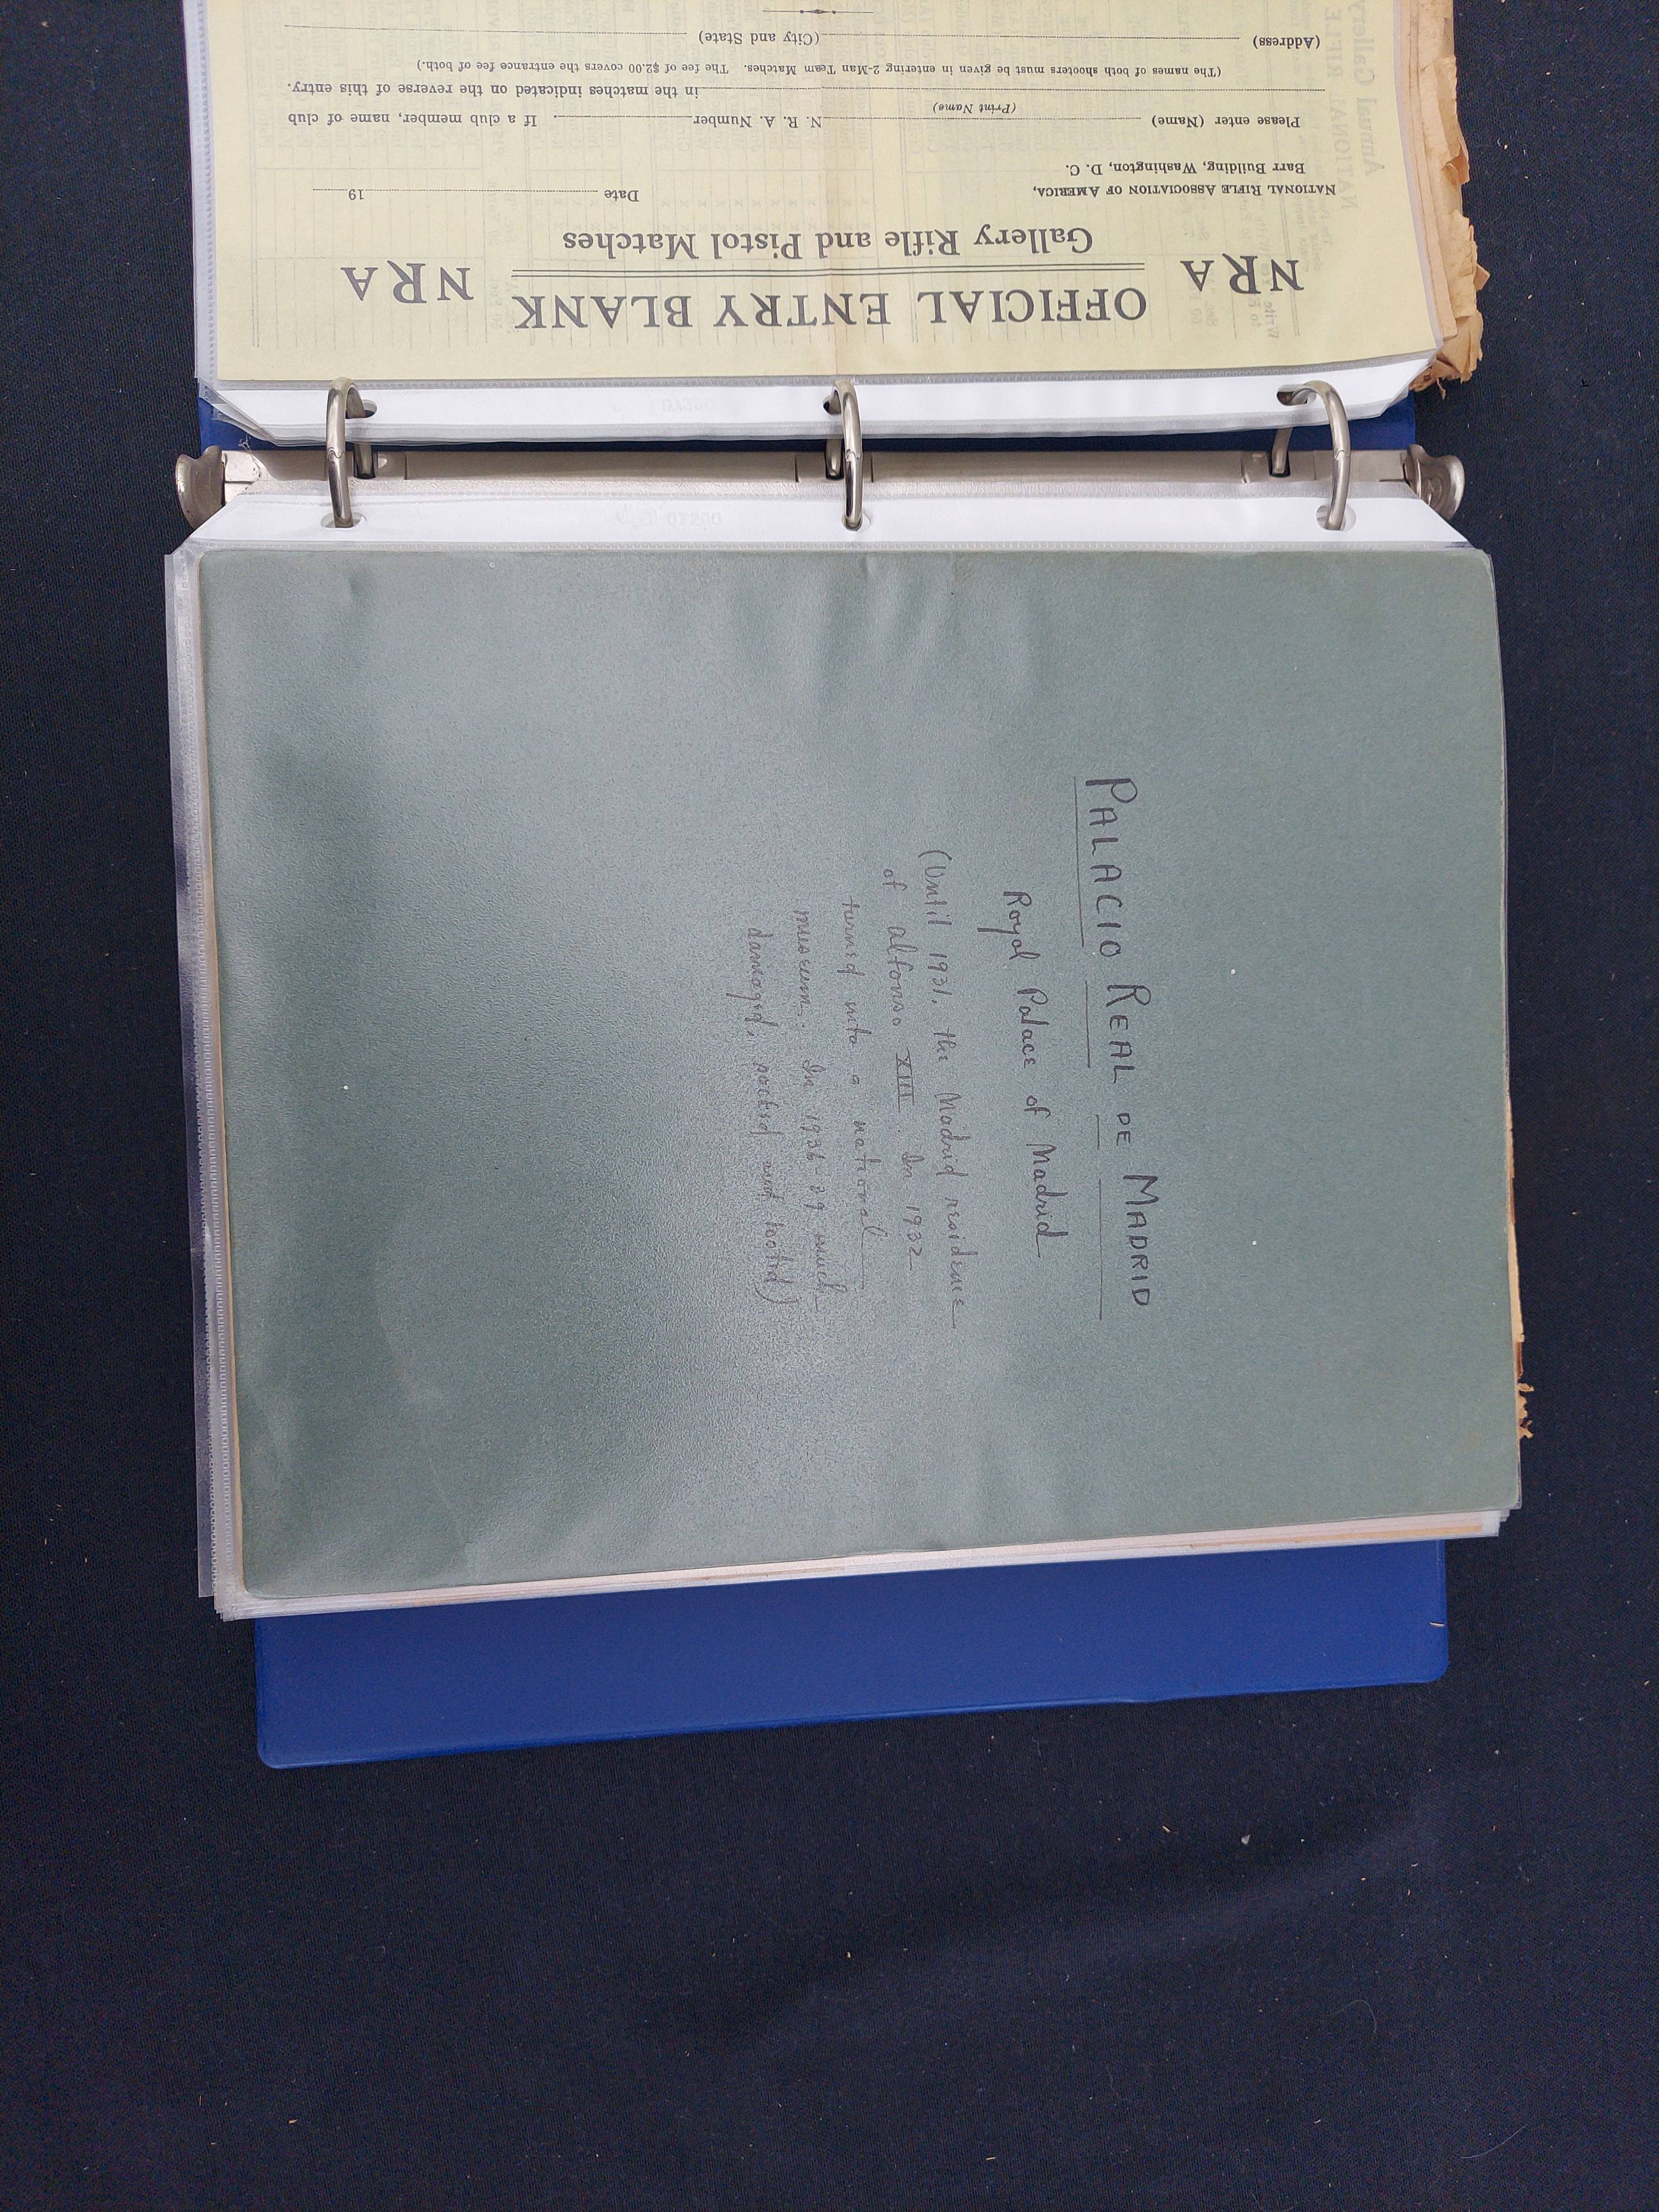 OFFICIAL ENTRY BLANK
NRA
NRA
Gallery Rifle and Pistol Matches
NATIONAL RIFLE ASSOCIATION OF AMERICA,
Barr Building, Washington, D. C.
Date 19
Please enter (Name) N. R. A. Number . If a club member, name of club
(Print Name)
in the matches indicated on the reverse of this entry.
(The names of both shooters must be given in entering 2-Man Team Matches. The fee of $2.00 covers the entrance fee of both.)
(Address) (City and State)
PALACIO REAL DE MADRID
Royal Palace of Madrid
(Until 1931, the Madrid residence
of Alfonso XIII. In 1932
turned into a national
museum. In 1936-39 much
damaged, and looted)